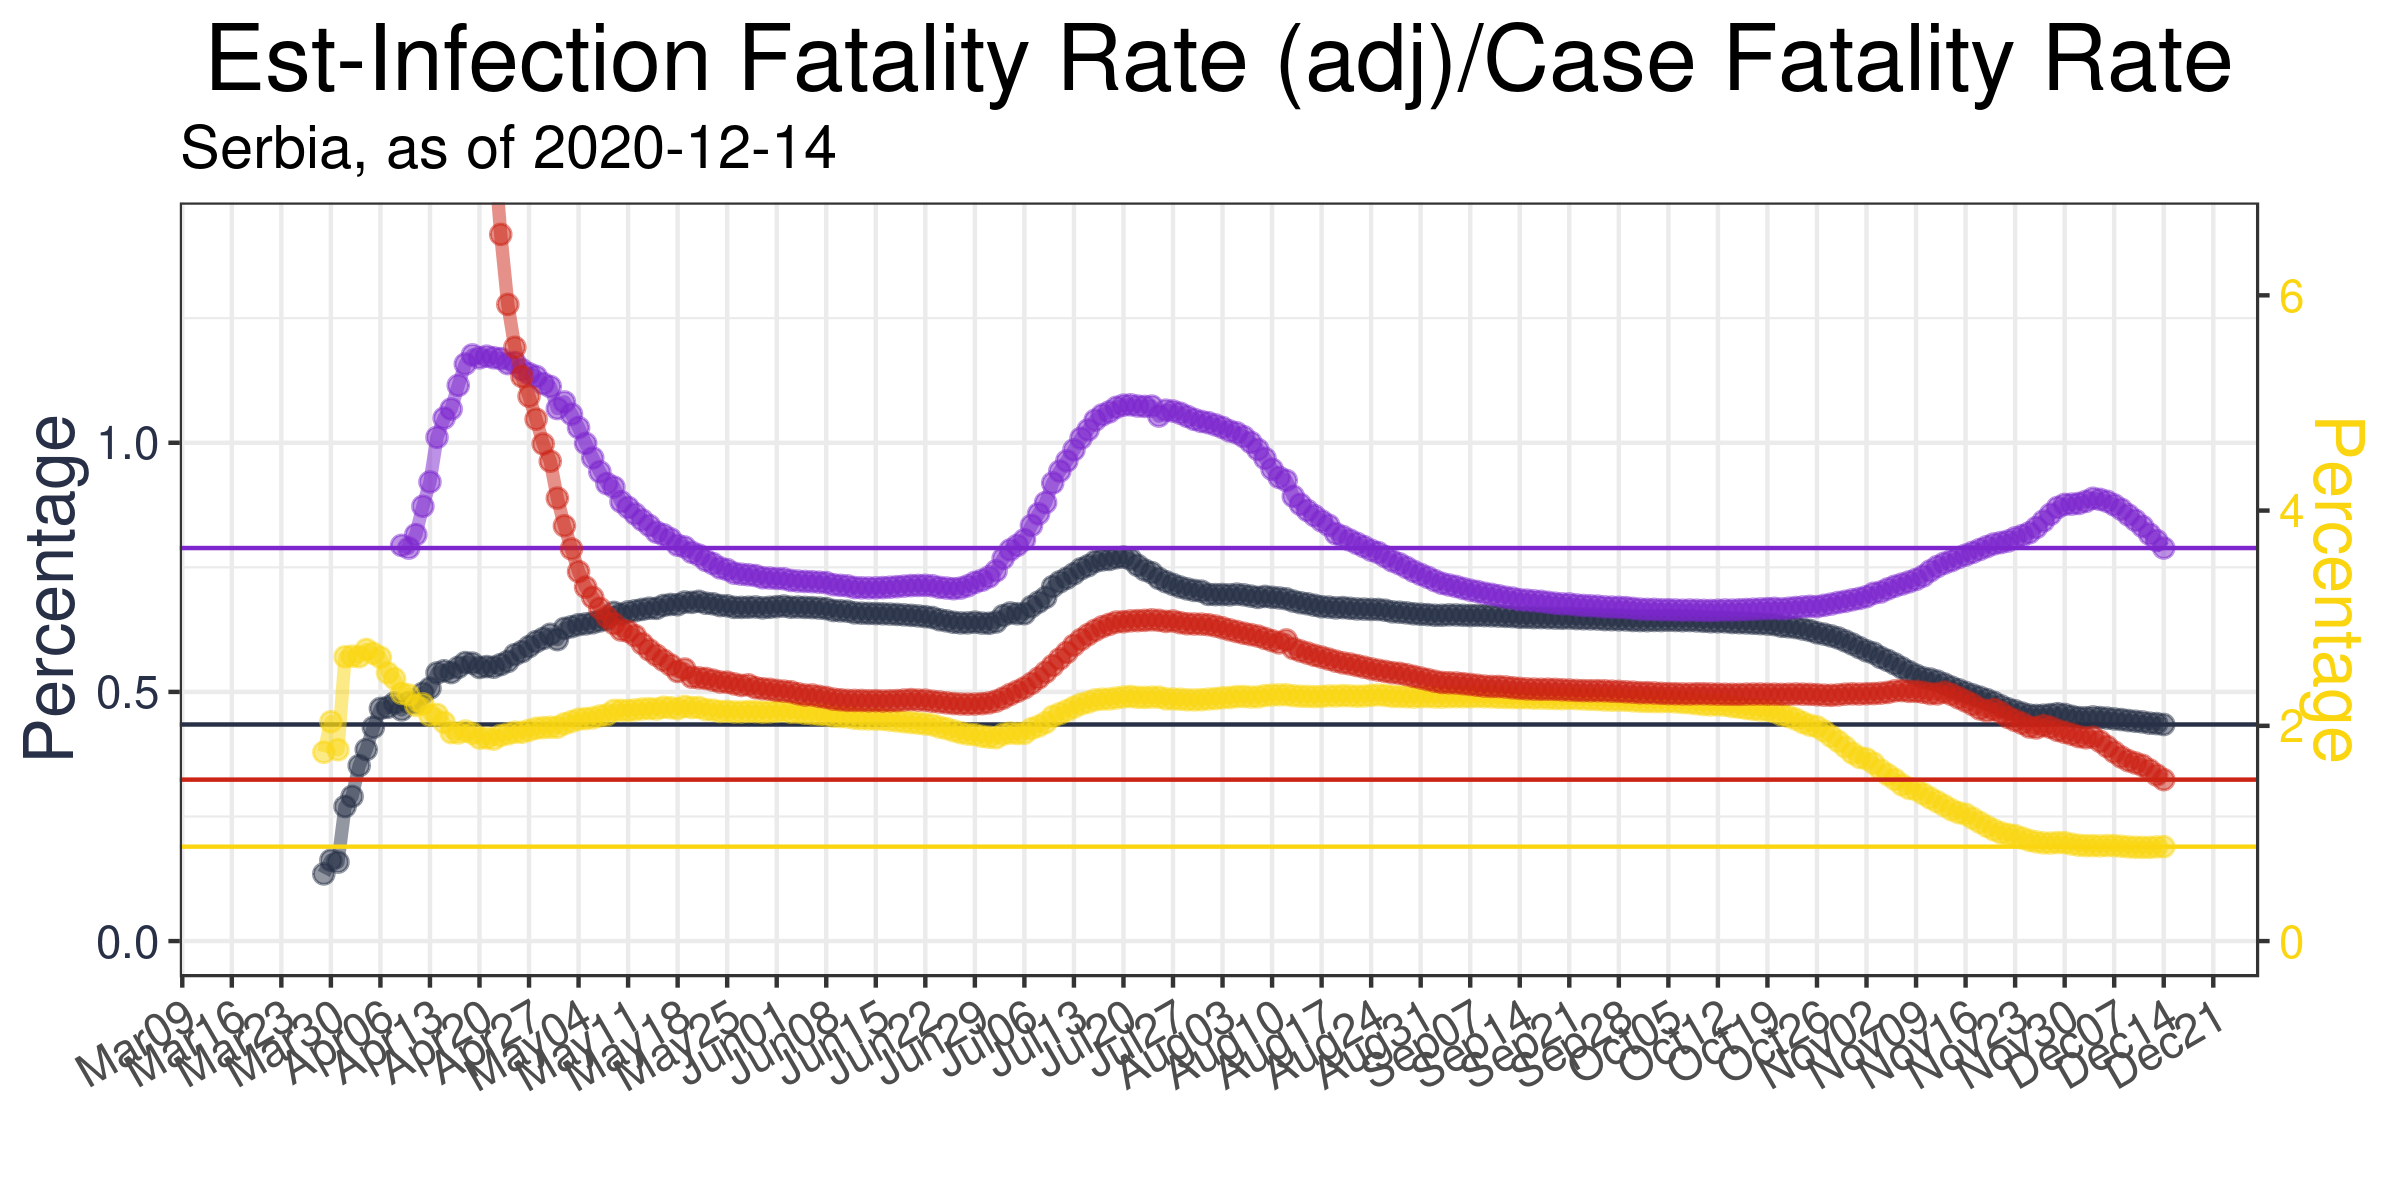 Est-Infection Fatality Rate (adj)/Case Fatality Rate
Serbia, as of 2020-12-14
Percentage
1.0
0.5
0.0
6
4
2
0
Percentage
Mar09
Mar16
Mar23
Mar30
Apr06
Apr13
Apr20
Apr27
May04
May11
May18
May25
Jun01
Jun08
Jun15
Jun22
Jun29
Jul06
Jul13
Jul20
Jul27
Aug03
Aug10
Aug17
Aug24
Aug31
Sep07
Sep14
Sep21
Sep28
Oct05
Oct12
Oct19
Oct26
Nov02
Nov09
Nov16
Nov23
Nov30
Dec07
Dec14
Dec21